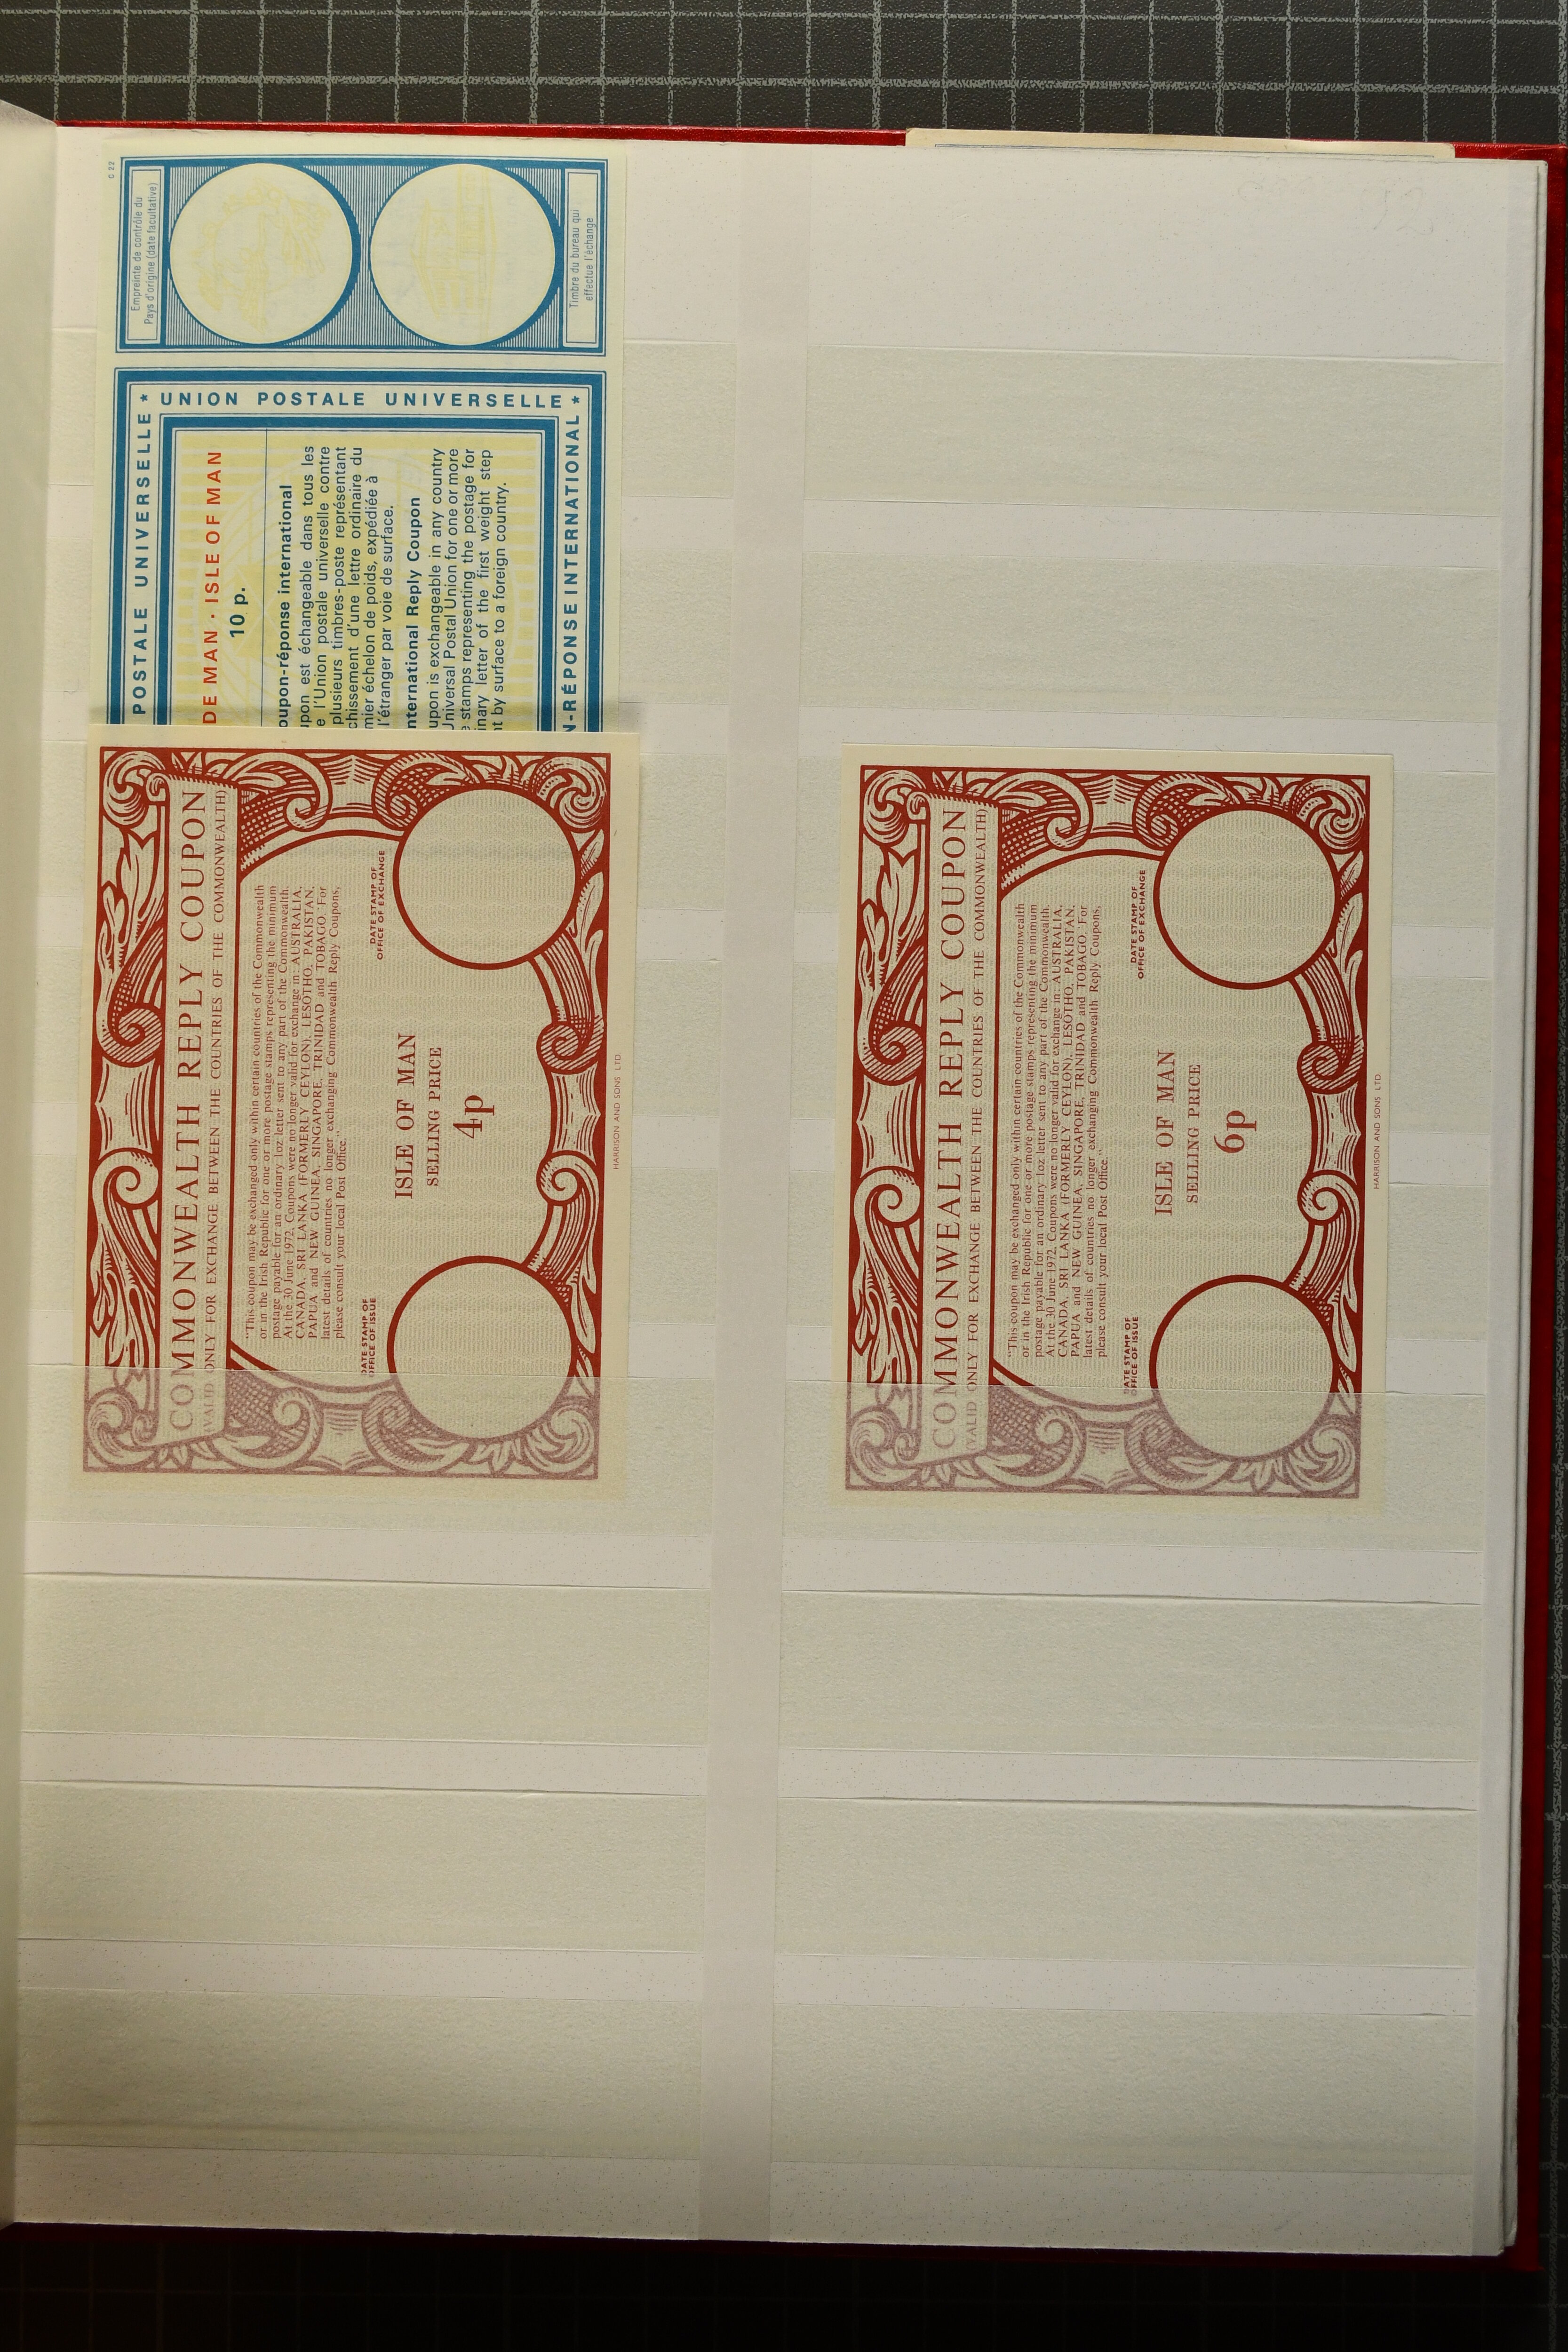 C 22
Empreinte de contrôle du
Pays d'origine (date facultative)
Timbre du bureau qui
effectue l'échange
★ UNION POSTALE UNIVERSELLE ★
POSTALE UNIVERSELLE
N-RÉPONSE INTERNATIONAL
DE MAN · ISLE OF MAN
10 p.
oupon-réponse international
upon est échangeable dans tous les
e l'Union postale universelle contre
plusieurs timbres-poste représentant
chissement d'une lettre ordinaire du
mier échelon de poids, expédiée à
l'étranger par voie de surface.
nternational Reply Coupon
upon is exchangeable in any country
Universal Postal Union for one or more
e stamps representing the postage for
inary letter of the first weight step
nt by surface to a foreign country.
COMMONWEALTH REPLY COUPON
(VALID ONLY FOR EXCHANGE BETWEEN THE COUNTRIES OF THE COMMONWEALTH)
"This coupon may be exchanged only within certain countries of the Commonwealth
or in the Irish Republic for one or more postage stamps representing the minimum
postage payable for an ordinary 1oz letter sent to any part of the Commonwealth.
At the 30 June 1972, Coupons were no longer valid for exchange in: AUSTRALIA,
CANADA, SRI LANKA (FORMERLY CEYLON), LESOTHO, PAKISTAN,
PAPUA and NEW GUINEA, SINGAPORE, TRINIDAD and TOBAGO. For
latest details of countries no longer exchanging Commonwealth Reply Coupons,
please consult your local Post Office."
DATE STAMP OF
OFFICE OF ISSUE
DATE STAMP OF
OFFICE OF EXCHANGE
ISLE OF MAN
SELLING PRICE
4p
HARRISON AND SONS LTD
COMMONWEALTH REPLY COUPON
(VALID ONLY FOR EXCHANGE BETWEEN THE COUNTRIES OF THE COMMONWEALTH)
"This coupon may be exchanged only within certain countries of the Commonwealth
or in the Irish Republic for one or more postage stamps representing the minimum
postage payable for an ordinary 1oz letter sent to any part of the Commonwealth.
At the 30 June 1972, Coupons were no longer valid for exchange in: AUSTRALIA,
CANADA, SRI LANKA (FORMERLY CEYLON), LESOTHO, PAKISTAN,
PAPUA and NEW GUINEA, SINGAPORE, TRINIDAD and TOBAGO. For
latest details of countries no longer exchanging Commonwealth Reply Coupons,
please consult your local Post Office."
DATE STAMP OF
OFFICE OF ISSUE
DATE STAMP OF
OFFICE OF EXCHANGE
ISLE OF MAN
SELLING PRICE
6p
HARRISON AND SONS LTD